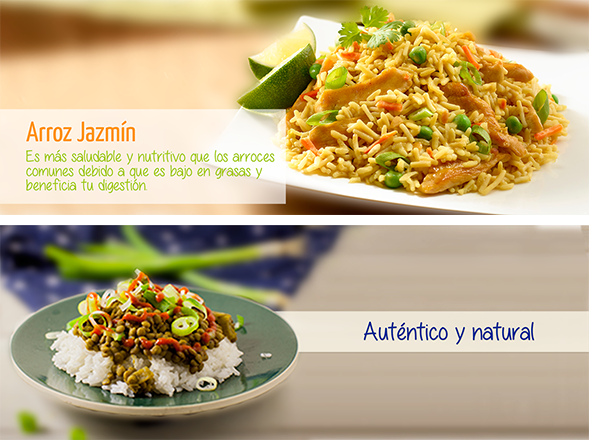 Arroz Jazmín
Es más saludable y nutritivo que los arroces
comunes debido a que es bajo en grasas y
beneficia tu digestión.
Auténtico y natural